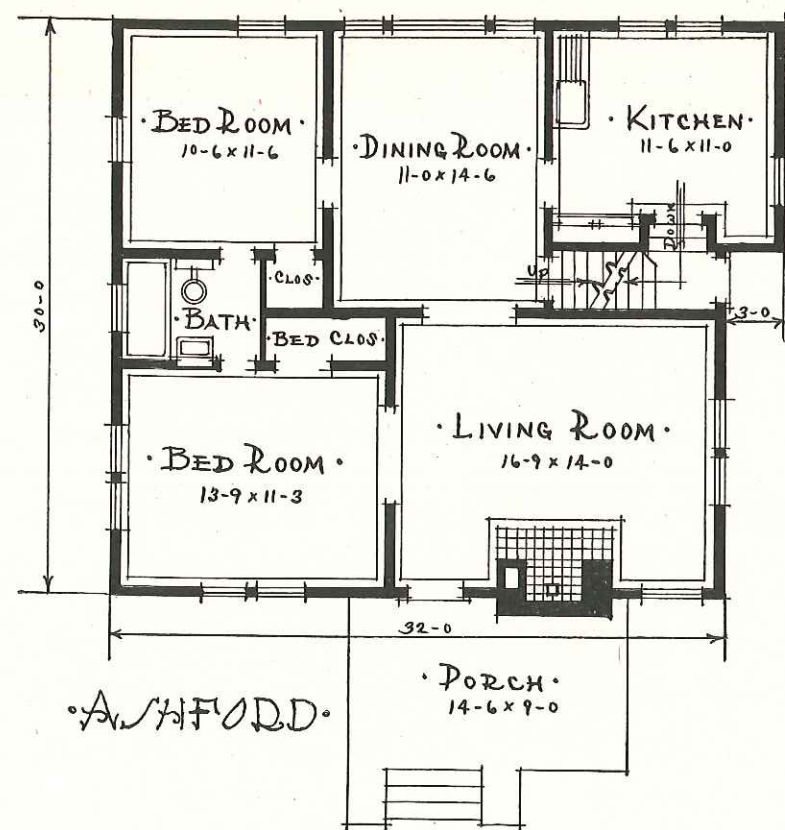 ·BED ROOM·
10-6 x 11-6
·DINING ROOM·
11-0 x 14-6
·KITCHEN·
11-6 x 11-0
DOWN
UP
·CLOS·
·BATH·
BED CLOS·
30-0
3-0
·BED ROOM·
13-9 x 11-3
·LIVING ROOM·
16-9 x 14-0
32-0
·PORCH·
14-6 x 9-0
·ASHFORD·